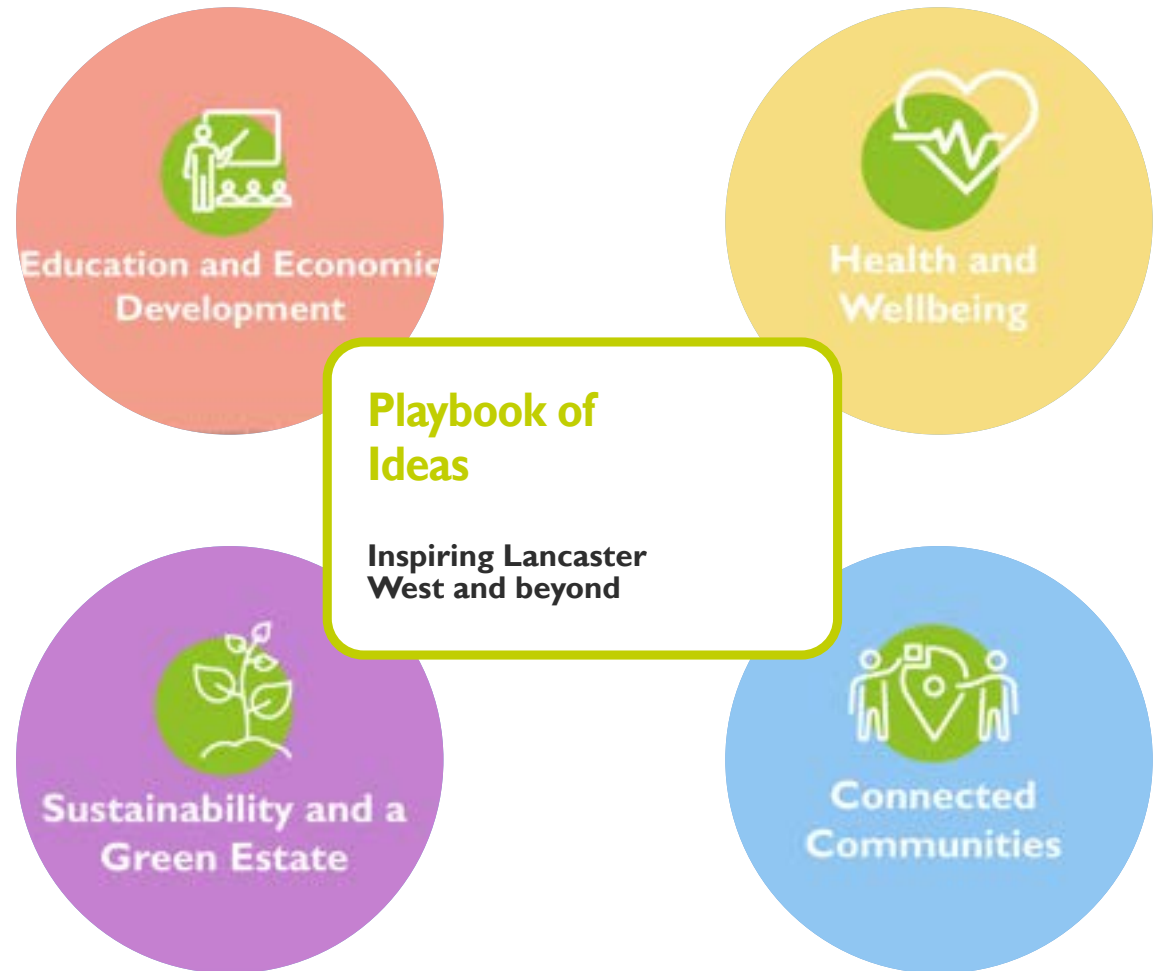 Education and Economic
Development
Health and
Wellbeing
Playbook of
Ideas
Inspiring Lancaster
West and beyond
Sustainability and a
Green Estate
Connected
Communities